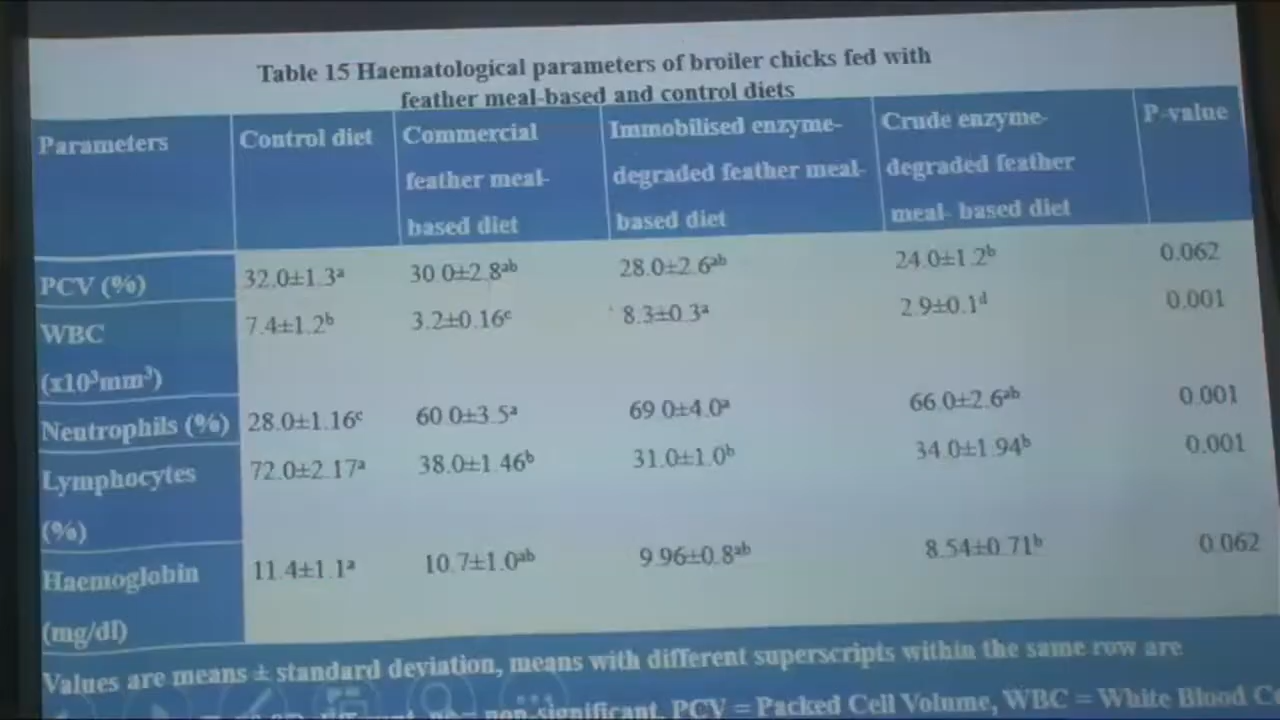 Table 15 Haematological parameters of broiler chicks fed with
feather meal-based and control diets
Parameters Control diet Commercial feather meal-based diet Immobilised enzyme-degraded feather meal-based diet Crude enzyme-degraded feather meal- based diet P-value
PCV (%) 32.0±1.3ᵃ 30.0±2.8ᵃᵇ 28.0±2.6ᵃᵇ 24.0±1.2ᵇ 0.062
WBC (x10³mm³) 7.4±1.2ᵇ 3.2±0.16ᶜ 8.3±0.3ᵃ 2.9±0.1ᵈ 0.001
Neutrophils (%) 28.0±1.16ᶜ 60.0±3.5ᵃ 69.0±4.0ᵃ 66.0±2.6ᵃᵇ 0.001
Lymphocytes (%) 72.0±2.17ᵃ 38.0±1.46ᵇ 31.0±1.0ᵇ 34.0±1.94ᵇ 0.001
Haemoglobin (mg/dl) 11.4±1.1ᵃ 10.7±1.0ᵃᵇ 9.96±0.8ᵃᵇ 8.54±0.71ᵇ 0.062
Values are means ± standard deviation, means with different superscripts within the same row are
non-significant, PCV = Packed Cell Volume, WBC = White Blood